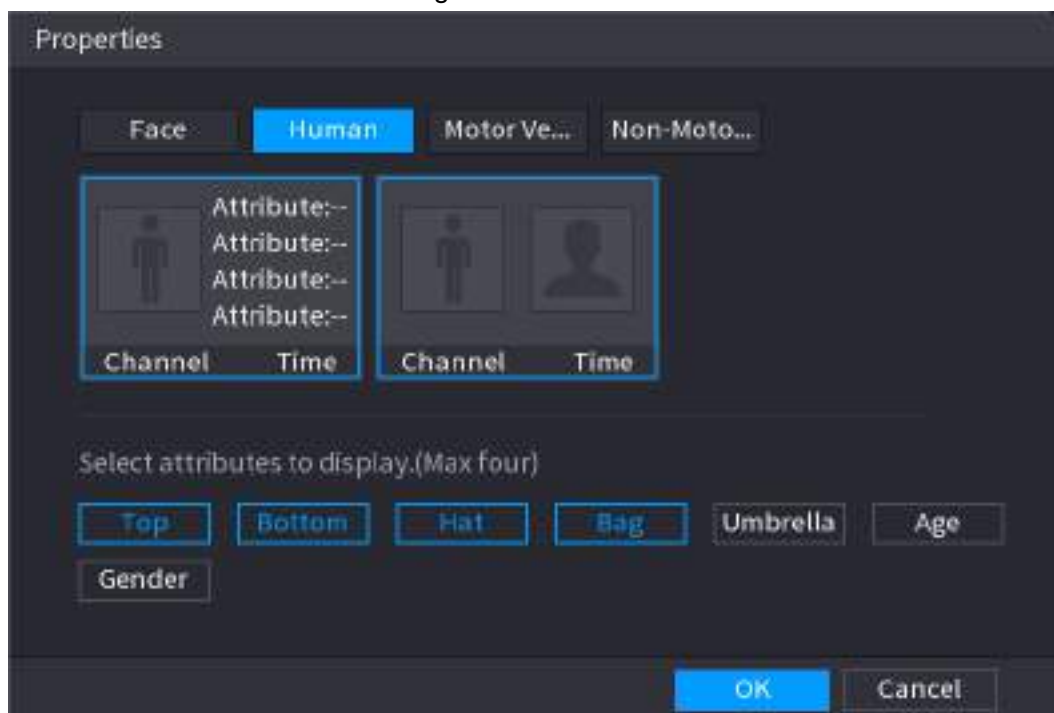 Properties
Face Human Motor Ve... Non-Moto...
Attribute:--
Attribute:--
Attribute:--
Attribute:--
Channel Time Channel Time
Select attributes to display.(Max four)
Top Bottom Hat Bag Umbrella Age
Gender
OK Cancel